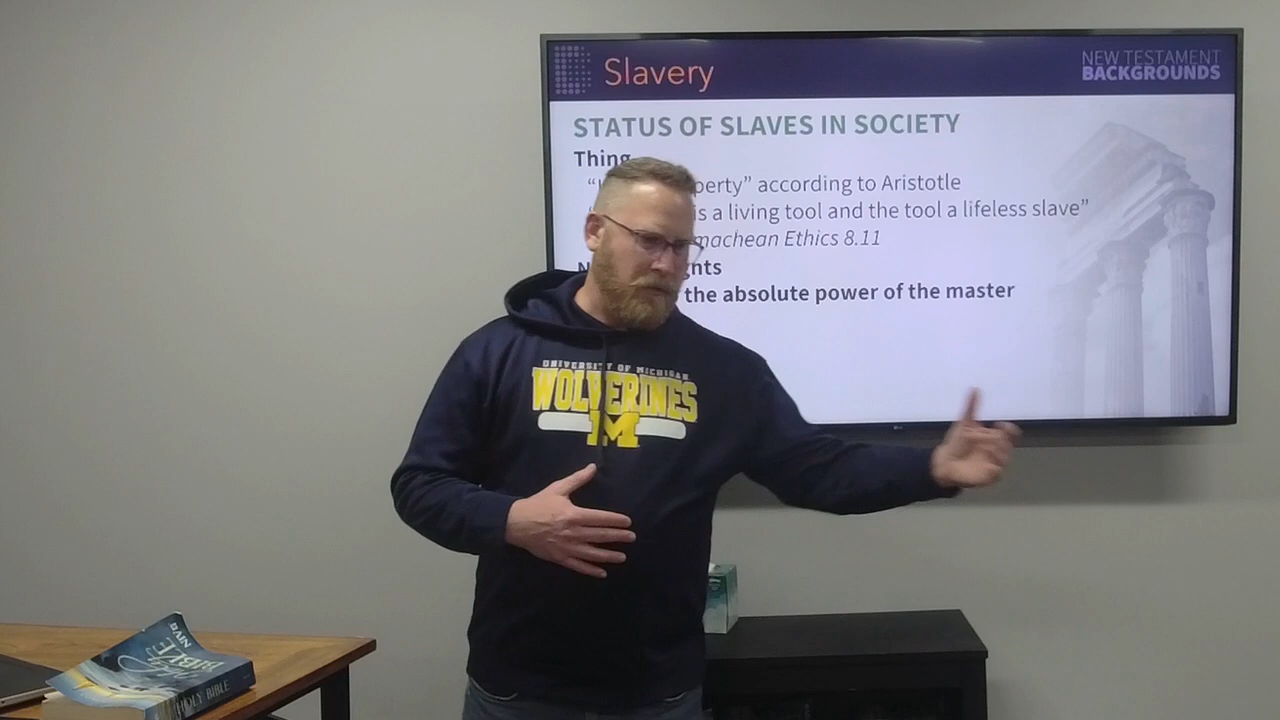 Slavery
NEW TESTAMENT
BACKGROUNDS
STATUS OF SLAVES IN SOCIETY
Thing
perty” according to Aristotle
is a living tool and the tool a lifeless slave”
machean Ethics 8.11
the absolute power of the master
UNIVERSITY OF MICHIGAN
WOLVERINES
M
NIV
BIBLE
HOLY BIBLE